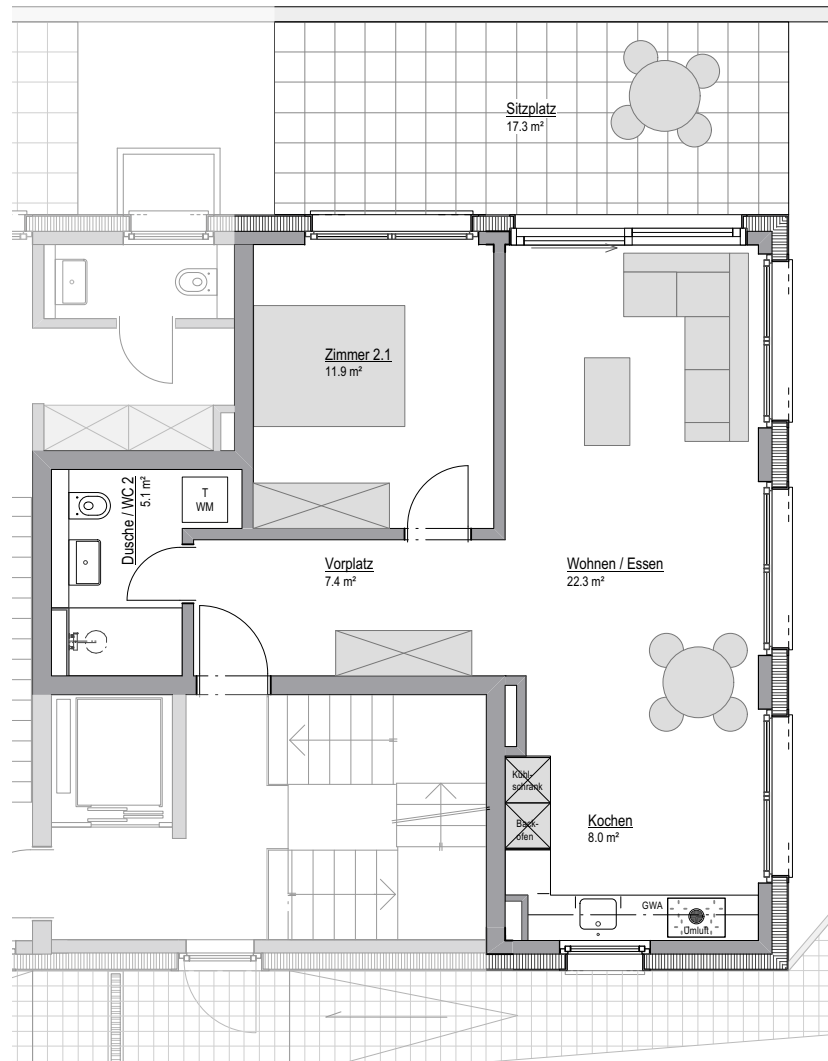 Sitzplatz
17.3 m²
Zimmer 2.1
11.9 m²
Dusche / WC 2
5.1 m²
T
WM
Vorplatz
7.4 m²
Wohnen / Essen
22.3 m²
Kühl-
schrank
Back-
ofen
Kochen
8.0 m²
GWA
Umluft